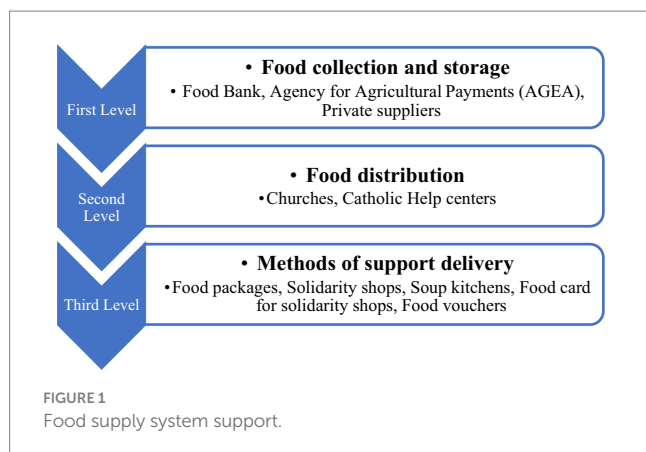 First Level
• Food collection and storage
• Food Bank, Agency for Agricultural Payments (AGEA),
Private suppliers
Second
Level
• Food distribution
•Churches, Catholic Help centers
Third Level
• Methods of support delivery
•Food packages, Solidarity shops, Soup kitchens, Food card
for solidarity shops, Food vouchers
FIGURE 1
Food supply system support.